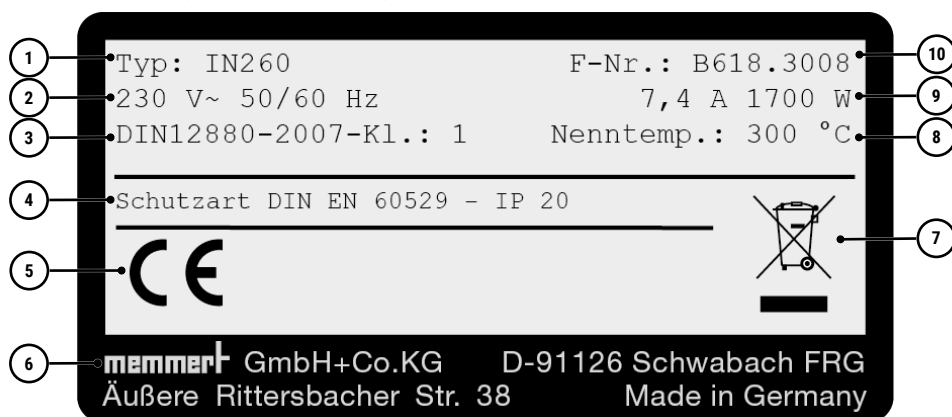 1 Typ: IN260 F-Nr.: B618.3008 10
2 230 V~ 50/60 Hz 7,4 A 1700 W 9
3 DIN12880-2007-Kl.: 1 Nenntemp.: 300 °C 8
4 Schutzart DIN EN 60529 – IP 20
5 CE 7
6 memmert GmbH+Co.KG D-91126 Schwabach FRG
Äußere Rittersbacher Str. 38 Made in Germany